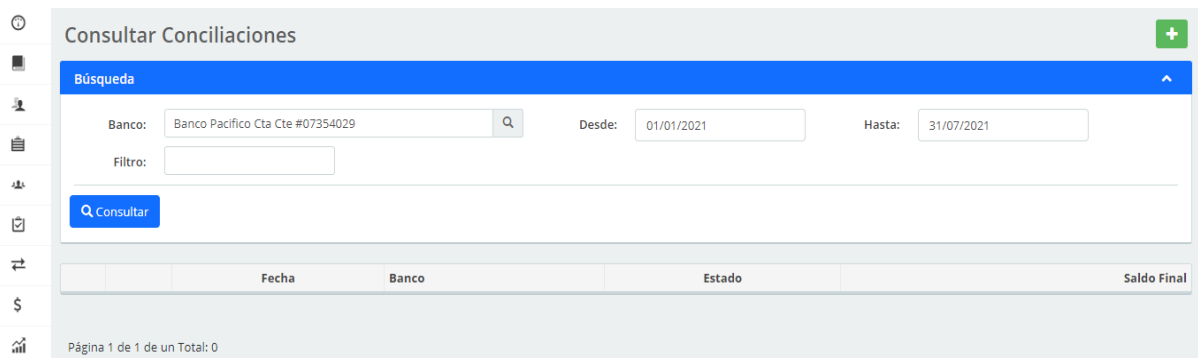 Consultar Conciliaciones
Búsqueda
Banco: Banco Pacifico Cta Cte #07354029 Desde: 01/01/2021 Hasta: 31/07/2021
Filtro:
Consultar
Fecha Banco Estado Saldo Final
Página 1 de 1 de un Total: 0